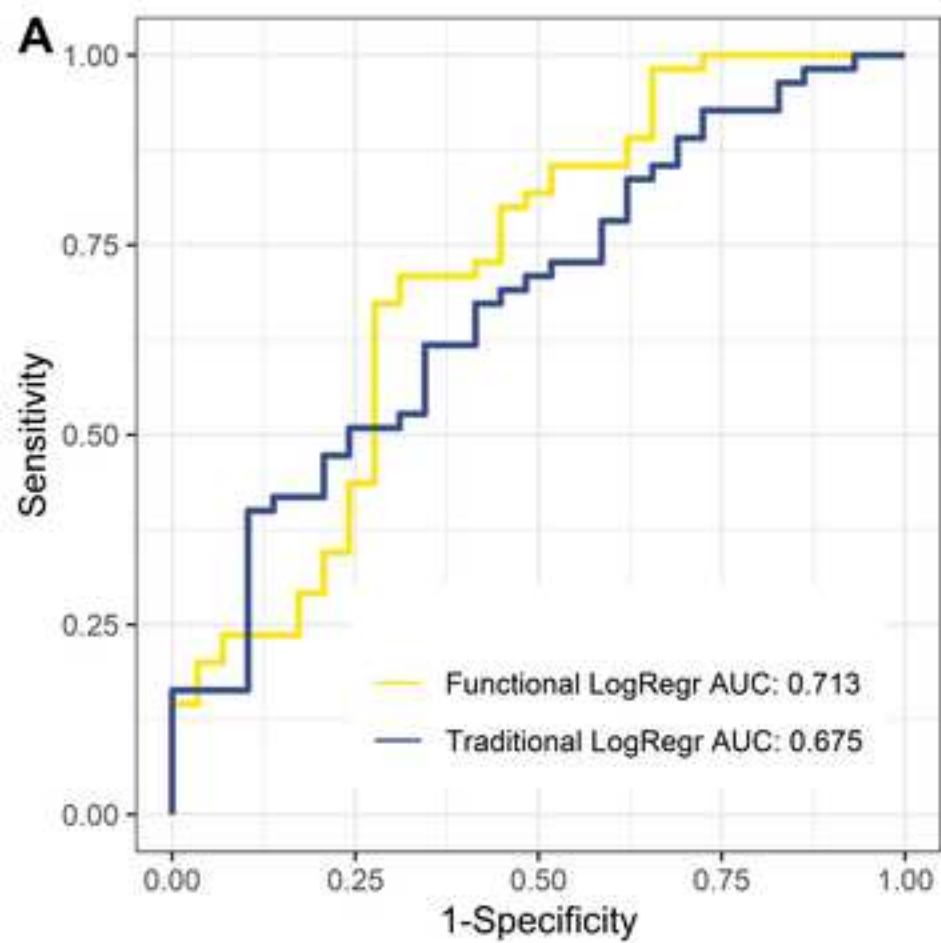 A
1.00
0.75
0.50
0.25
0.00
Sensitivity
Functional LogRegr AUC: 0.713
Traditional LogRegr AUC: 0.675
0.00 0.25 0.50 0.75 1.00
1-Specificity